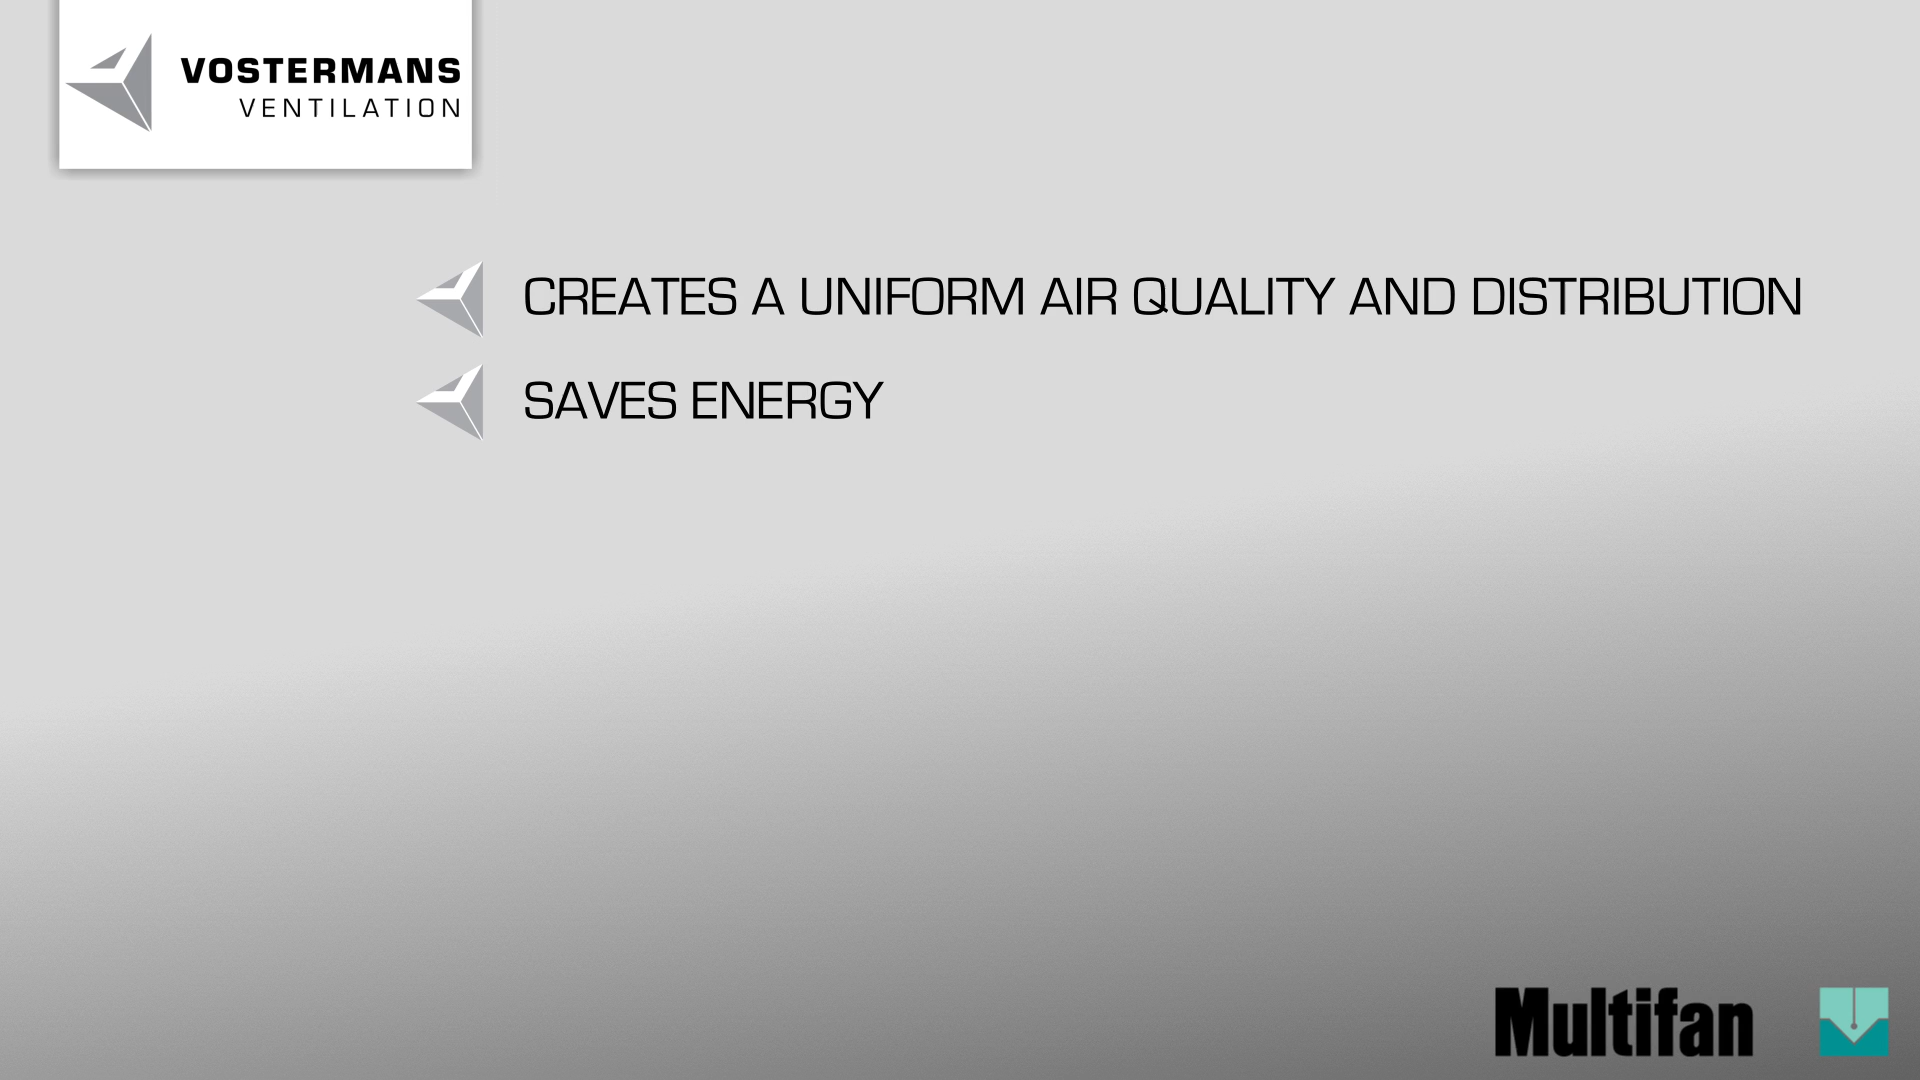 VOSTERMANS
VENTILATION
CREATES A UNIFORM AIR QUALITY AND DISTRIBUTION
SAVES ENERGY
Multifan